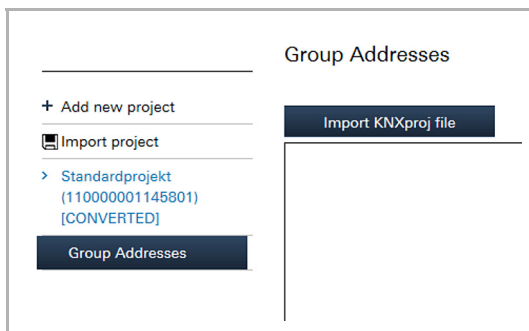 Group Addresses
Add new project
Import project
Standardprojekt
(110000001145801)
[CONVERTED]
Group Addresses
Import KNXproj file